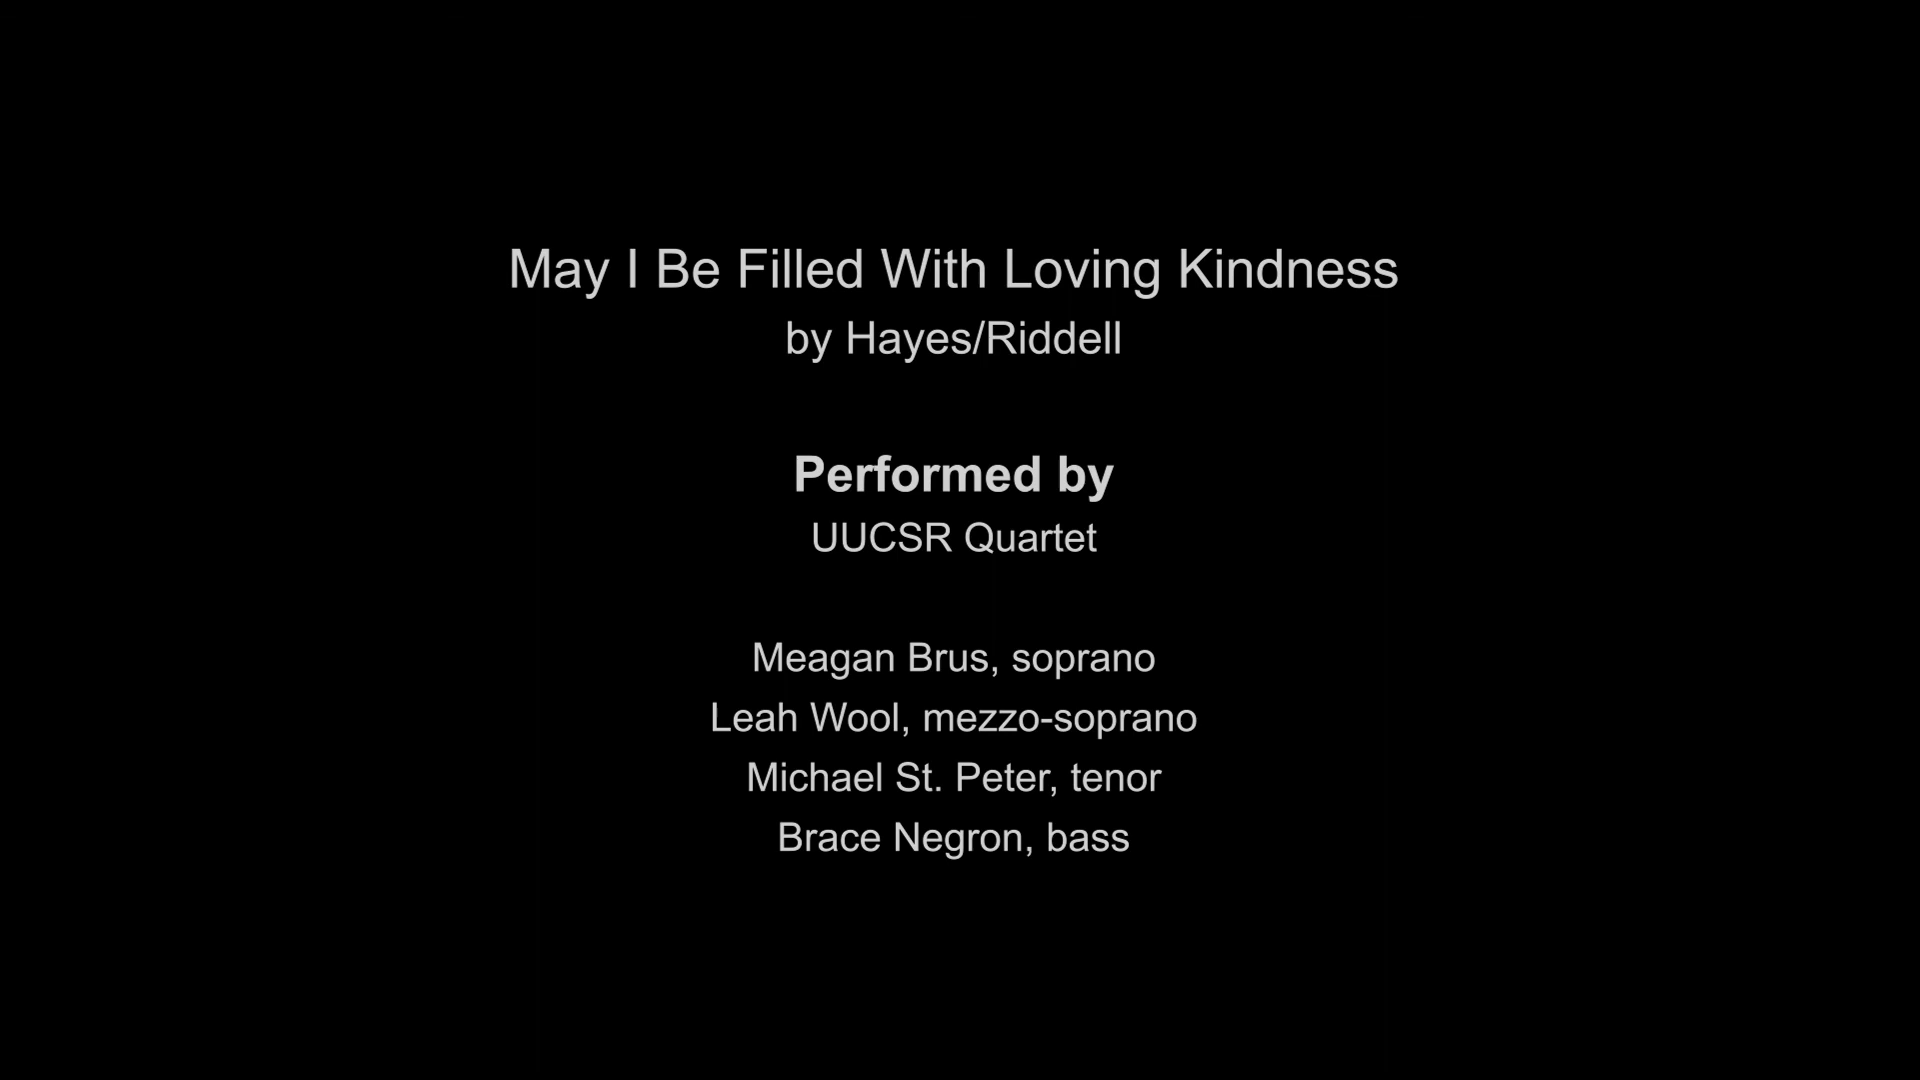 May I Be Filled With Loving Kindness
by Hayes/Riddell
Performed by
UUCSR Quartet
Meagan Brus, soprano
Leah Wool, mezzo-soprano
Michael St. Peter, tenor
Brace Negron, bass